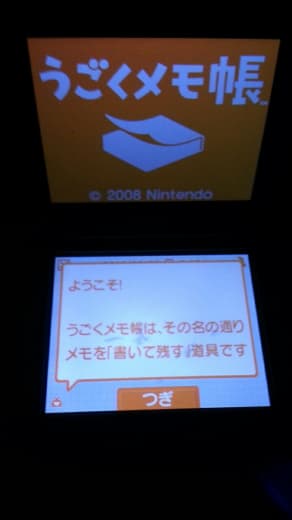 うごくメモ帳
© 2008 Nintendo
ようこそ!
うごくメモ帳は、その名の通り
メモを「書いて残す」道具です
つぎ